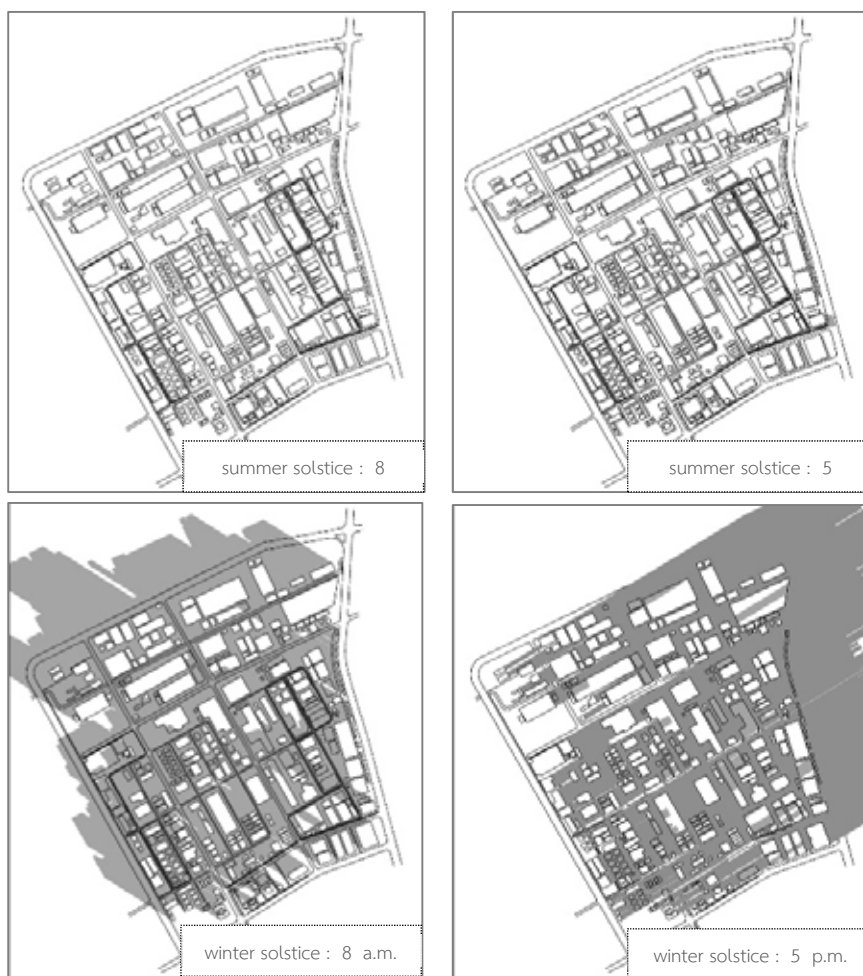 summer solstice : 8
summer solstice : 5
winter solstice : 8 a.m.
winter solstice : 5 p.m.